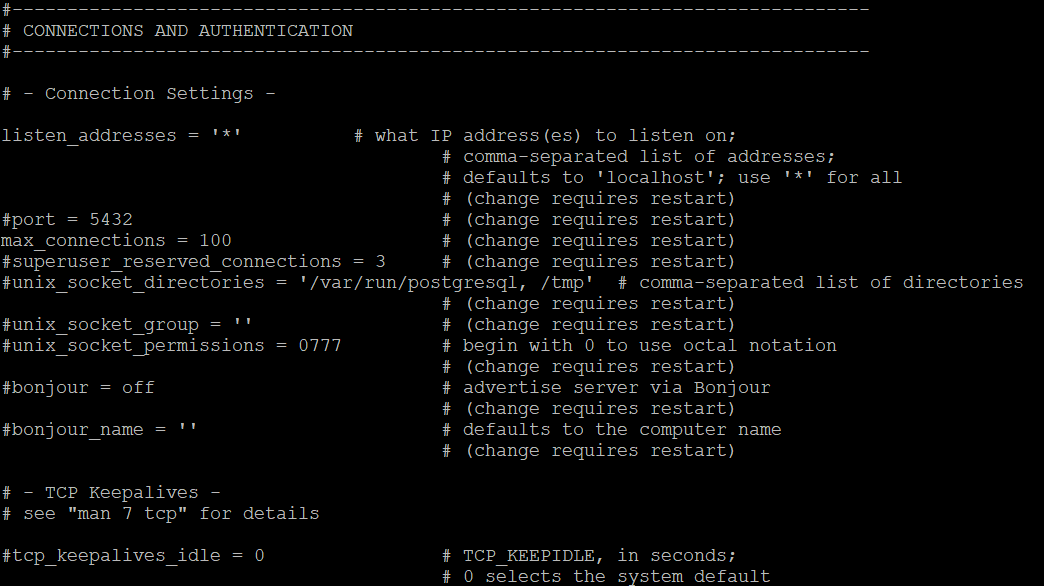 #------------------------------------------------------------------------------
# CONNECTIONS AND AUTHENTICATION
#------------------------------------------------------------------------------

# - Connection Settings -

listen_addresses = '*'          # what IP address(es) to listen on;
                                        # comma-separated list of addresses;
                                        # defaults to 'localhost'; use '*' for all
                                        # (change requires restart)
#port = 5432                            # (change requires restart)
max_connections = 100                   # (change requires restart)
#superuser_reserved_connections = 3     # (change requires restart)
#unix_socket_directories = '/var/run/postgresql, /tmp'  # comma-separated list of directories
                                        # (change requires restart)
#unix_socket_group = ''                 # (change requires restart)
#unix_socket_permissions = 0777         # begin with 0 to use octal notation
                                        # (change requires restart)
#bonjour = off                          # advertise server via Bonjour
                                        # (change requires restart)
#bonjour_name = ''                      # defaults to the computer name
                                        # (change requires restart)

# - TCP Keepalives -
# see "man 7 tcp" for details

#tcp_keepalives_idle = 0                # TCP_KEEPIDLE, in seconds;
                                        # 0 selects the system default